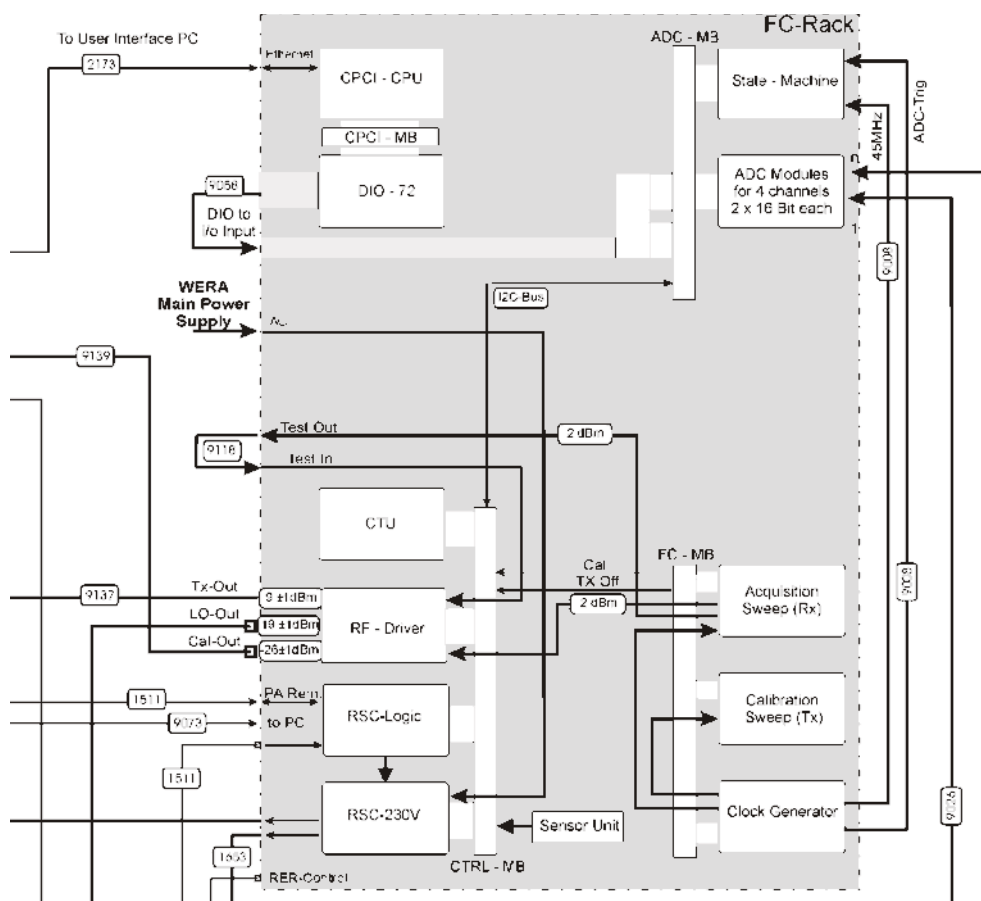 FC-Rack
ADC - MB
To User Interface PC
Ethernet
2173
CPCI - CPU
State - Machine
ADC-Trig
45MHz
CPCI - MB
DIO - 72
ADC Modules
for 4 channels
2 x 16 Bit each
1
9058
DIO to
I/o Input
9008
WERA
Main Power
Supply
I2C-Bus
9139
Test Out
2 dBm
9118
Test In
CTU
Cal
TX Off
FC - MB
Acquisition
Sweep (Rx)
9008
Tx-Out
9137
9 ±1dBm
2 dBm
LO-Out
19 ±1dBm
RF - Driver
Cal-Out
-26±1dBm
1511
PA Rem.
9073
to PC
RSC-Logic
Calibration
Sweep (Tx)
1511
RSC-230V
Sensor Unit
Clock Generator
9026
1653
CTRL - MB
RER-Control